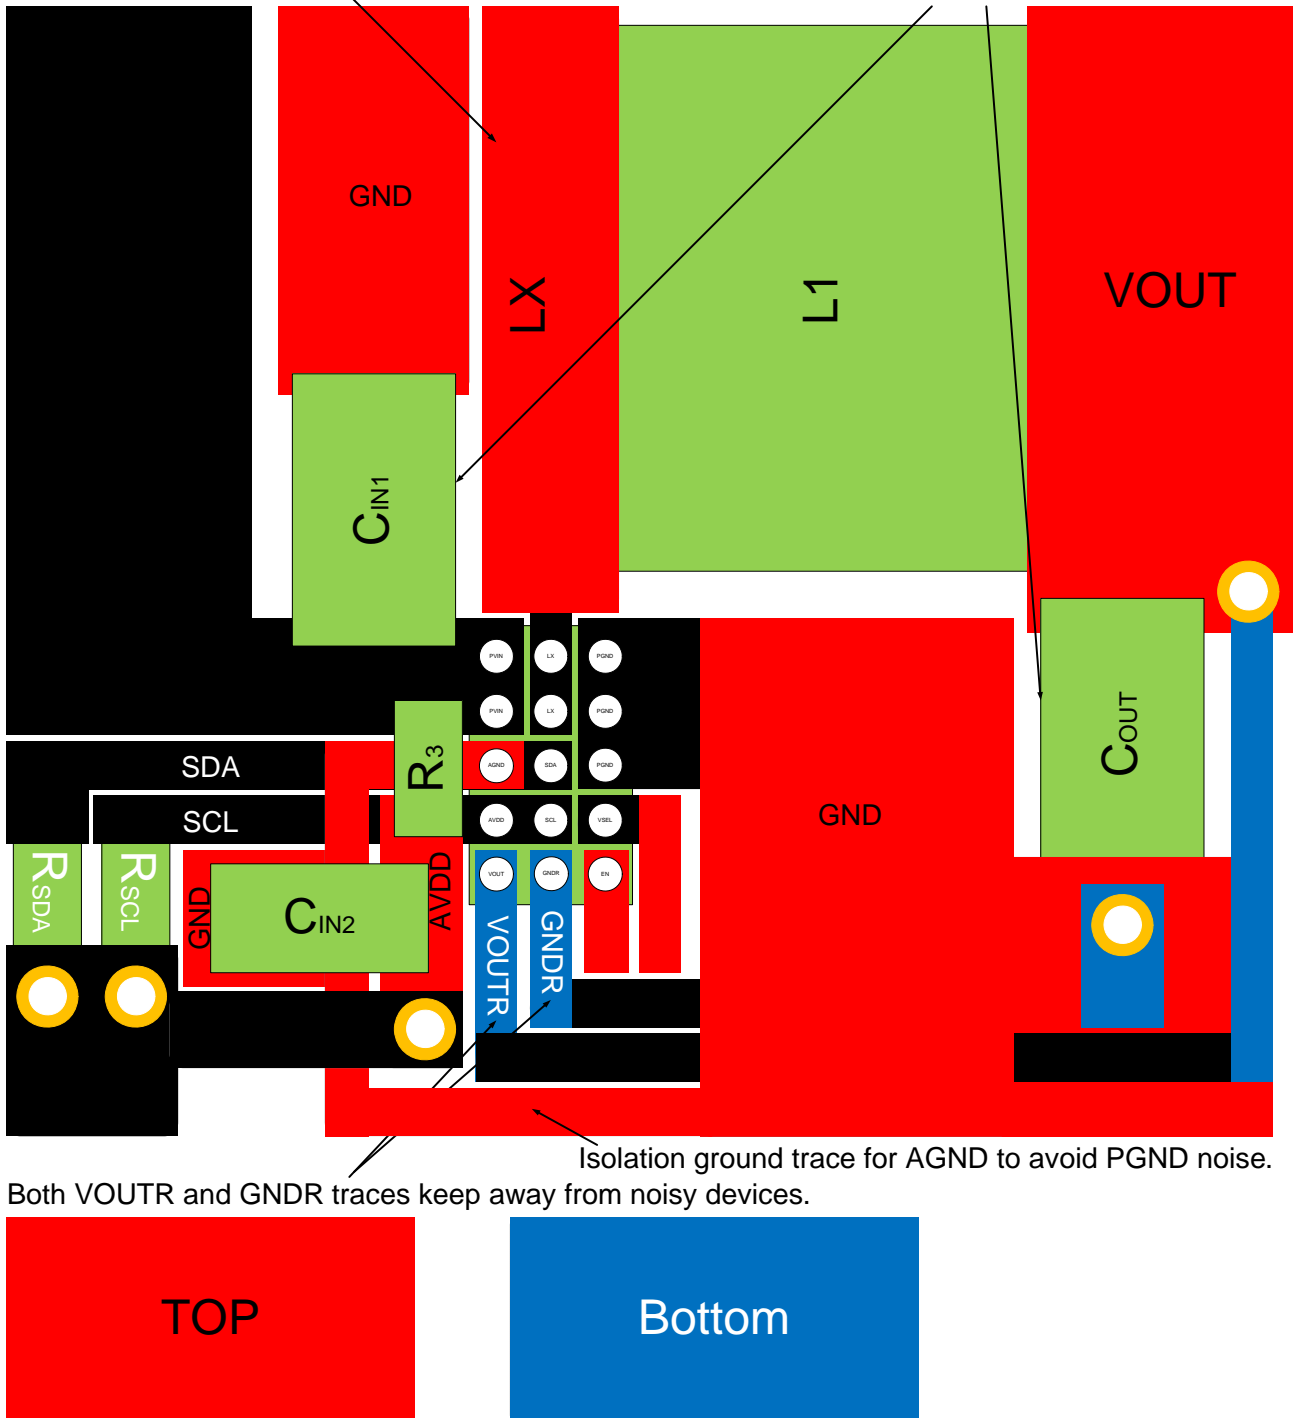 GND
LX
L1
VOUT
CIN1
COUT
PVIN LX PGND
PVIN LX PGND
R3
AGND SDA PGND
SDA
AVDD SCL VSEL
SCL
GND
VOUT GNDR EN
RSDA
RSCL
GND
CIN2
AVDD
VOUTR
GNDR
Isolation ground trace for AGND to avoid PGND noise.
Both VOUTR and GNDR traces keep away from noisy devices.
TOP
Bottom